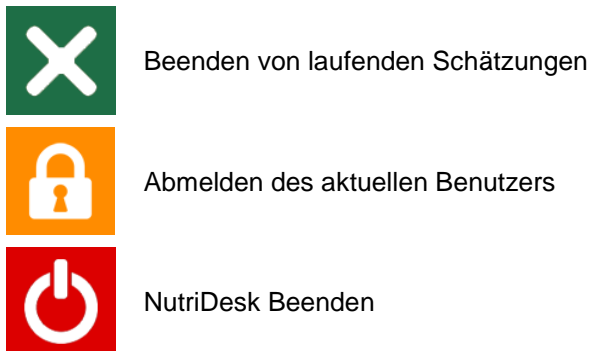 Beenden von laufenden Schätzungen
Abmelden des aktuellen Benutzers
NutriDesk Beenden